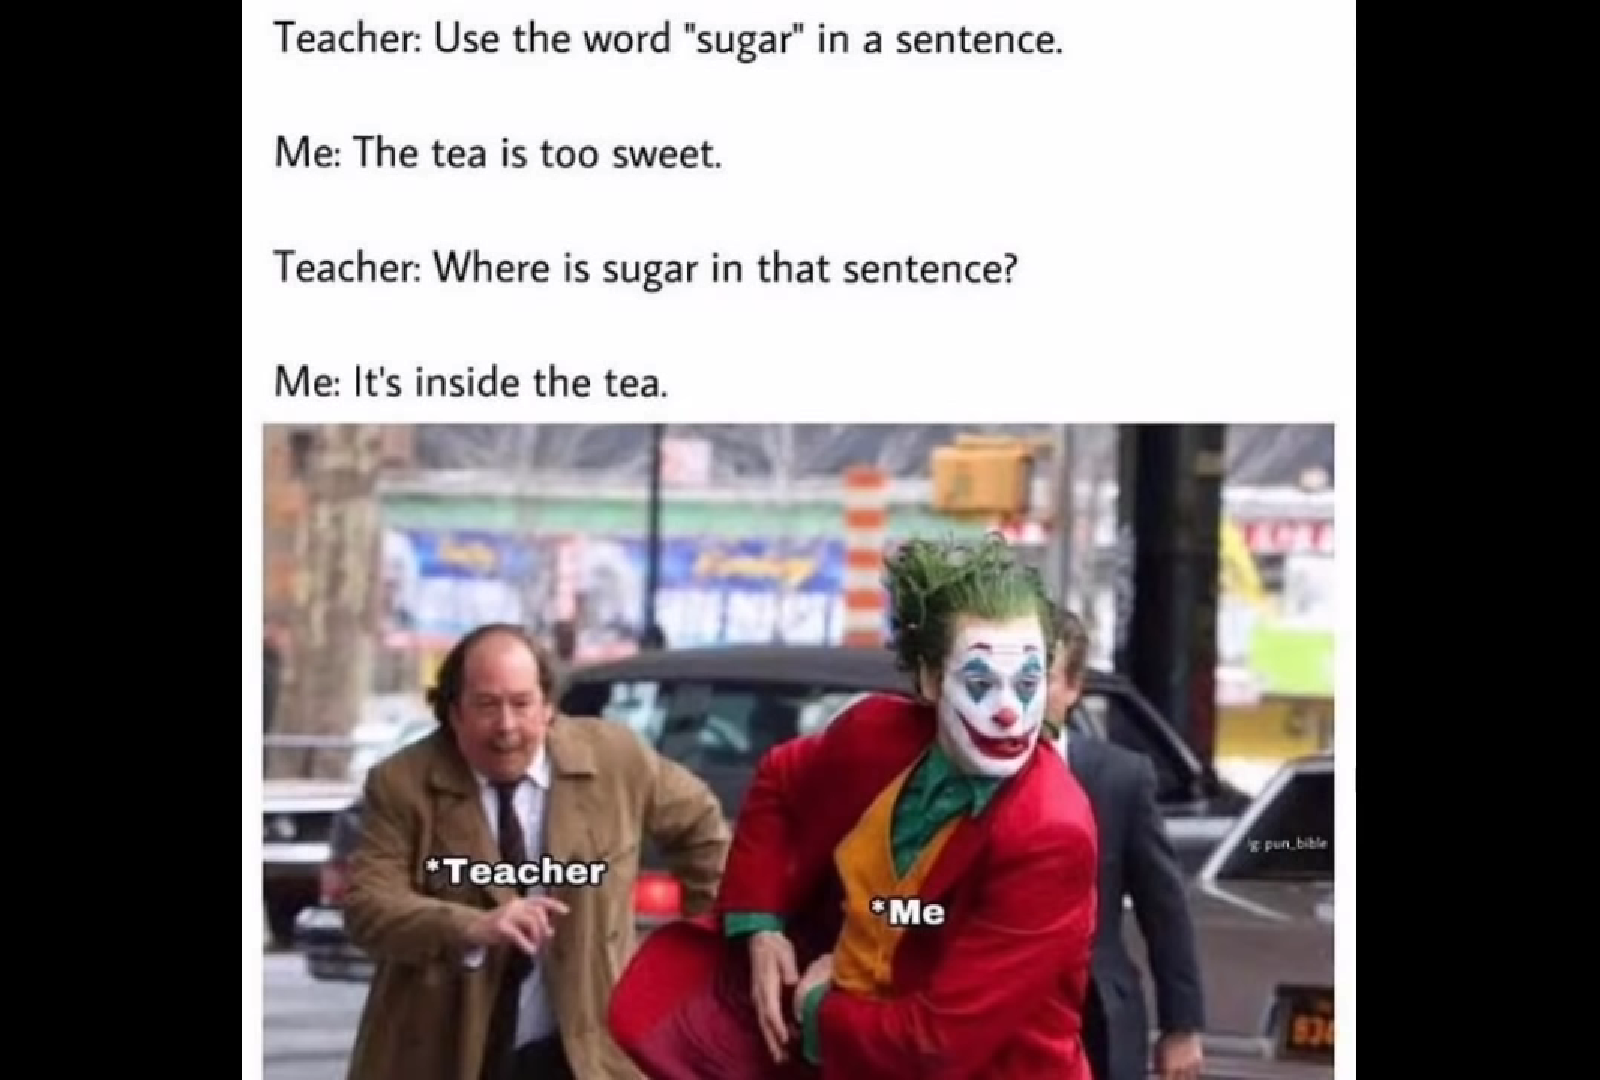 Teacher: Use the word "sugar" in a sentence.
Me: The tea is too sweet.
Teacher: Where is sugar in that sentence?
Me: It's inside the tea.
*Teacher
*Me
ig: pun_bible